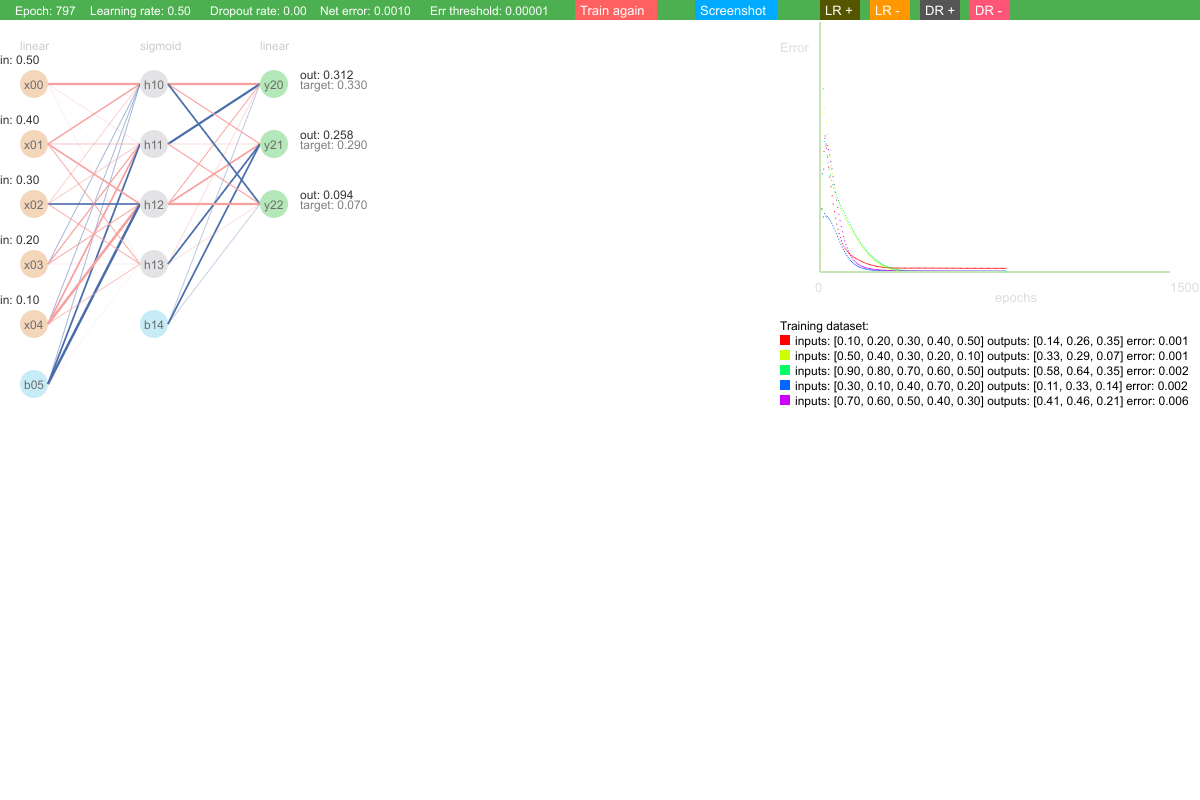 Epoch: 797 Learning rate: 0.50 Dropout rate: 0.00 Net error: 0.0010 Err threshold: 0.00001 Train again Screenshot LR + LR - DR + DR -
linear sigmoid linear
in: 0.50
x00 h10 y20
out: 0.312
target: 0.330
in: 0.40
x01 h11 y21
out: 0.258
target: 0.290
in: 0.30
x02 h12 y22
out: 0.094
target: 0.070
in: 0.20
x03 h13
in: 0.10
x04 b14
b05
Error
0 1500
epochs
Training dataset:
inputs: [0.10, 0.20, 0.30, 0.40, 0.50] outputs: [0.14, 0.26, 0.35] error: 0.001
inputs: [0.50, 0.40, 0.30, 0.20, 0.10] outputs: [0.33, 0.29, 0.07] error: 0.001
inputs: [0.90, 0.80, 0.70, 0.60, 0.50] outputs: [0.58, 0.64, 0.35] error: 0.002
inputs: [0.30, 0.10, 0.40, 0.70, 0.20] outputs: [0.11, 0.33, 0.14] error: 0.002
inputs: [0.70, 0.60, 0.50, 0.40, 0.30] outputs: [0.41, 0.46, 0.21] error: 0.006